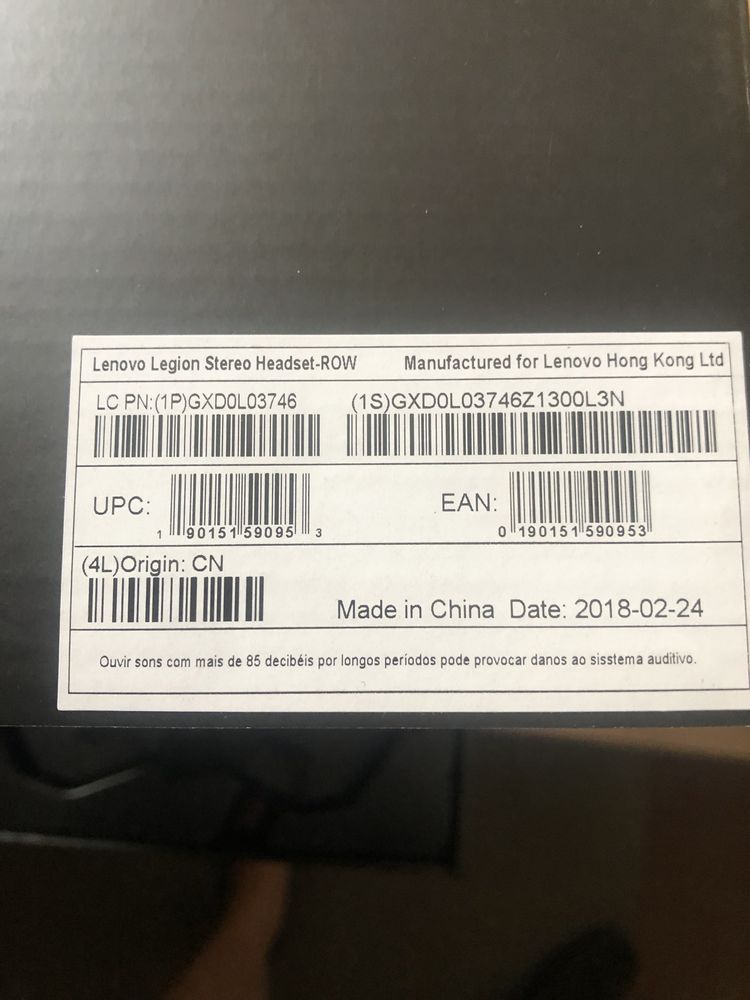 Lenovo Legion Stereo Headset-ROW Manufactured for Lenovo Hong Kong Ltd
LC PN:(1P)GXD0L03746 (1S)GXD0L03746Z1300L3N
UPC: 1 90151 59095 3 EAN: 0 190151 590953
(4L)Origin: CN
Made in China Date: 2018-02-24
Ouvir sons com mais de 85 decibéis por longos períodos pode provocar danos ao sisstema auditivo.